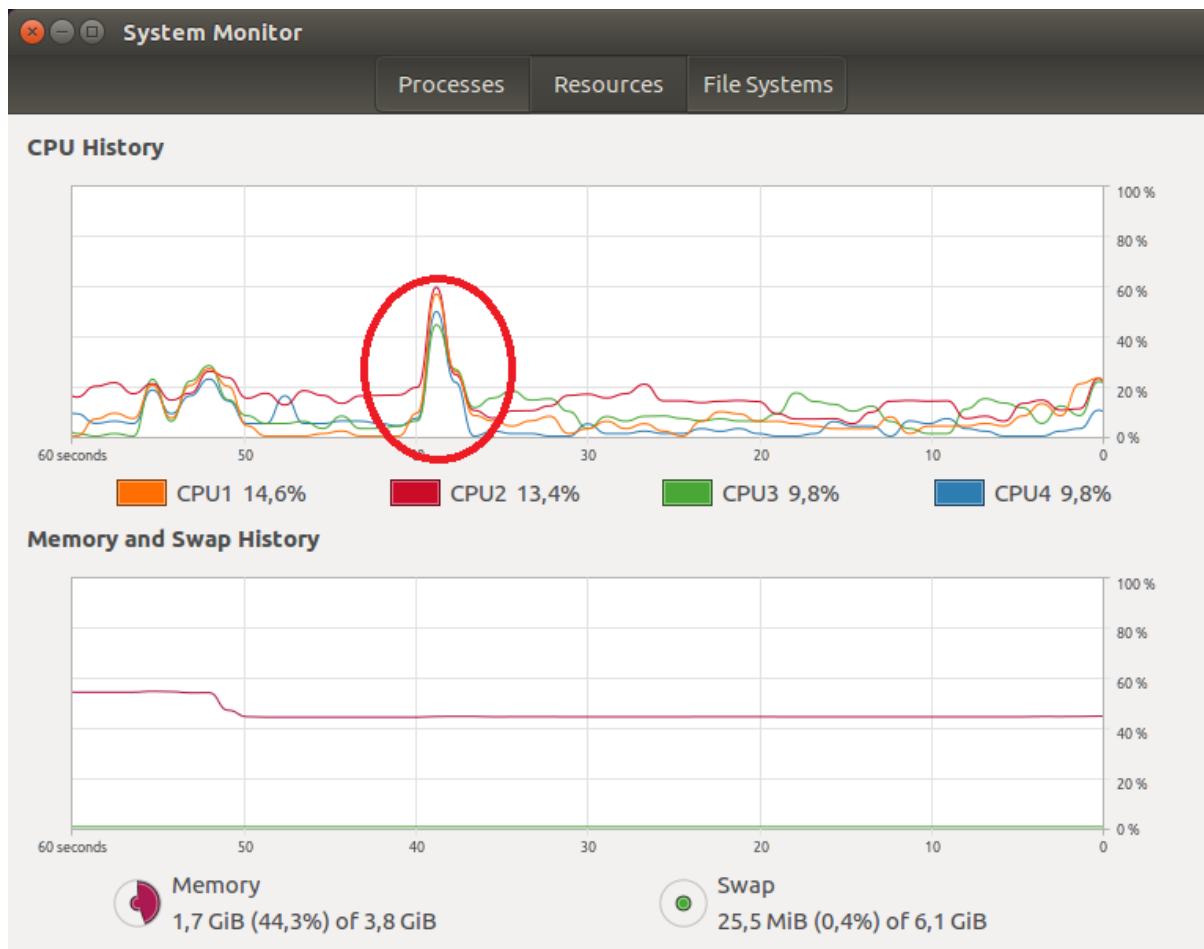 System Monitor
Processes Resources File Systems
CPU History
100 %
80 %
60 %
40 %
20 %
0 %
60 seconds 50 30 20 10 0
CPU1 14,6% CPU2 13,4% CPU3 9,8% CPU4 9,8%
Memory and Swap History
100 %
80 %
60 %
40 %
20 %
0 %
60 seconds 50 40 30 20 10 0
Memory Swap
1,7 GiB (44,3%) of 3,8 GiB 25,5 MiB (0,4%) of 6,1 GiB